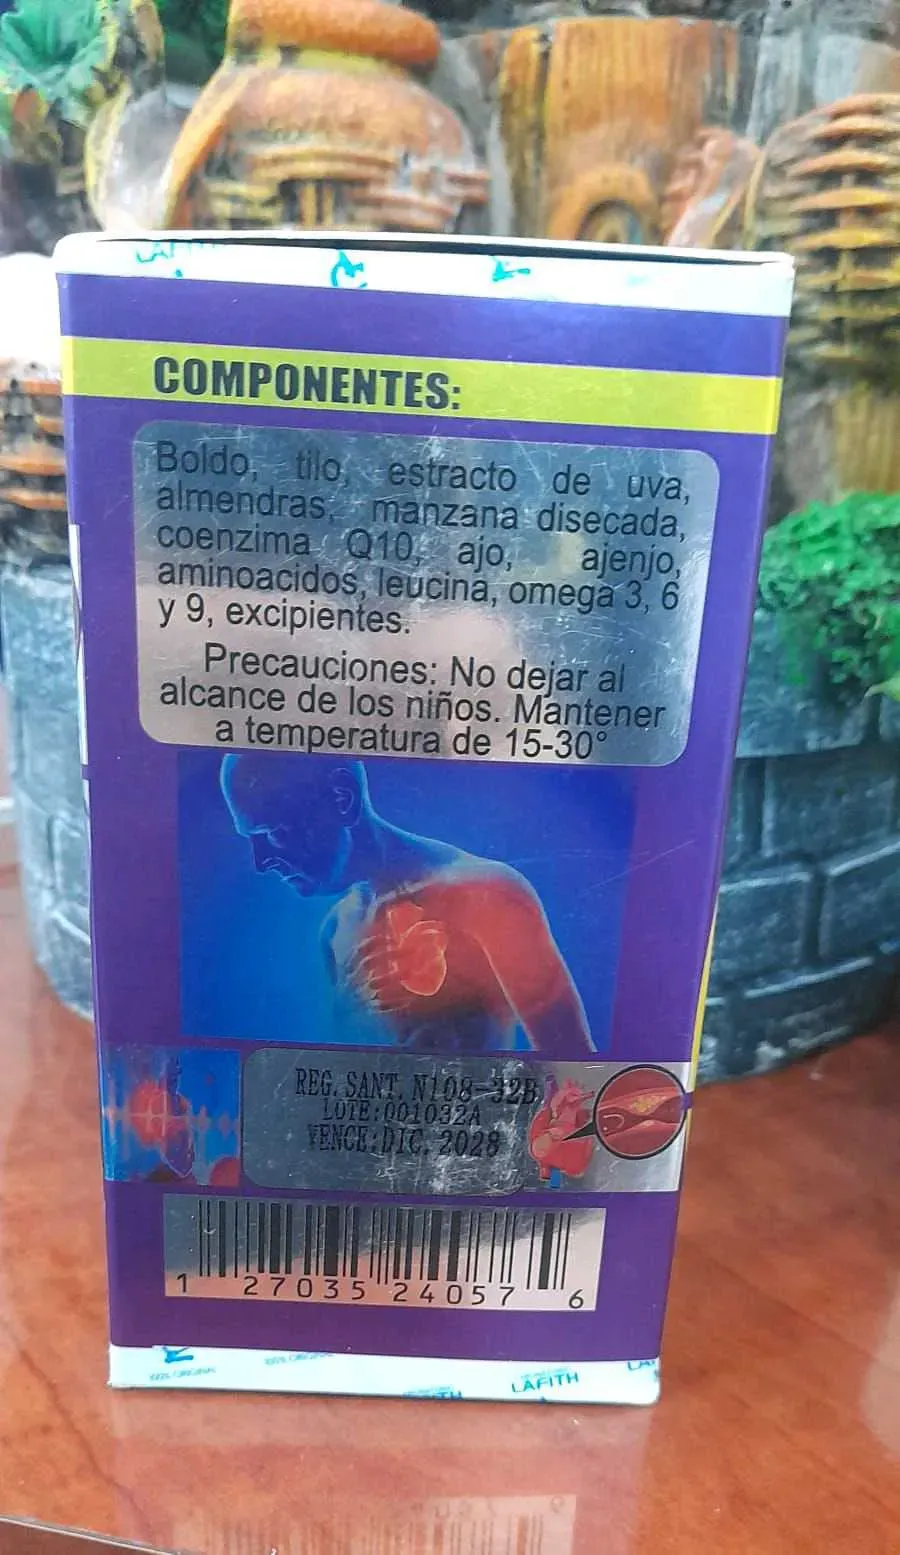 COMPONENTES:
Boldo, tilo, estracto de uva,
almendras, manzana disecada,
coenzima Q10, ajo, ajenjo,
aminoacidos, leucina, omega 3, 6
y 9, excipientes.
Precauciones: No dejar al
alcance de los niños. Mantener
a temperatura de 15-30°
REG. SANT. N108-32B
LOTE:001032A
VENCE:DIC. 2028
1 27035 24057 6
100% ORIGINAL
LAFITH